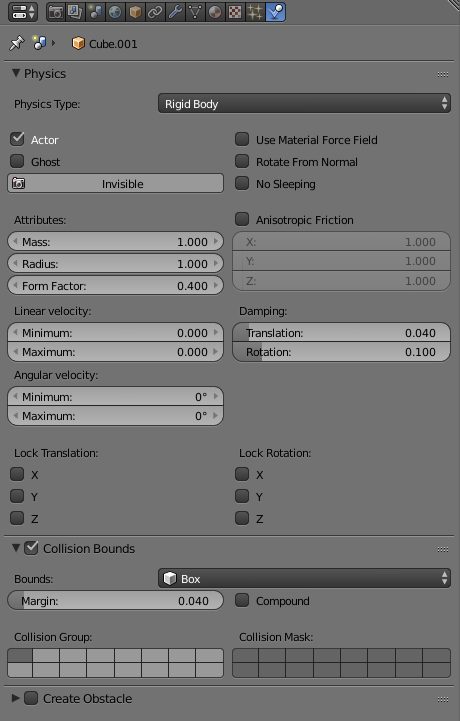 Cube.001
Physics
Physics Type: Rigid Body
Actor Use Material Force Field
Ghost Rotate From Normal
Invisible No Sleeping
Attributes: Anisotropic Friction
Mass: 1.000 X: 1.000
Radius: 1.000 Y: 1.000
Form Factor: 0.400 Z: 1.000
Linear velocity: Damping:
Minimum: 0.000 Translation: 0.040
Maximum: 0.000 Rotation: 0.100
Angular velocity:
Minimum: 0°
Maximum: 0°
Lock Translation: Lock Rotation:
X X
Y Y
Z Z
Collision Bounds
Bounds: Box
Margin: 0.040 Compound
Collision Group: Collision Mask:
Create Obstacle